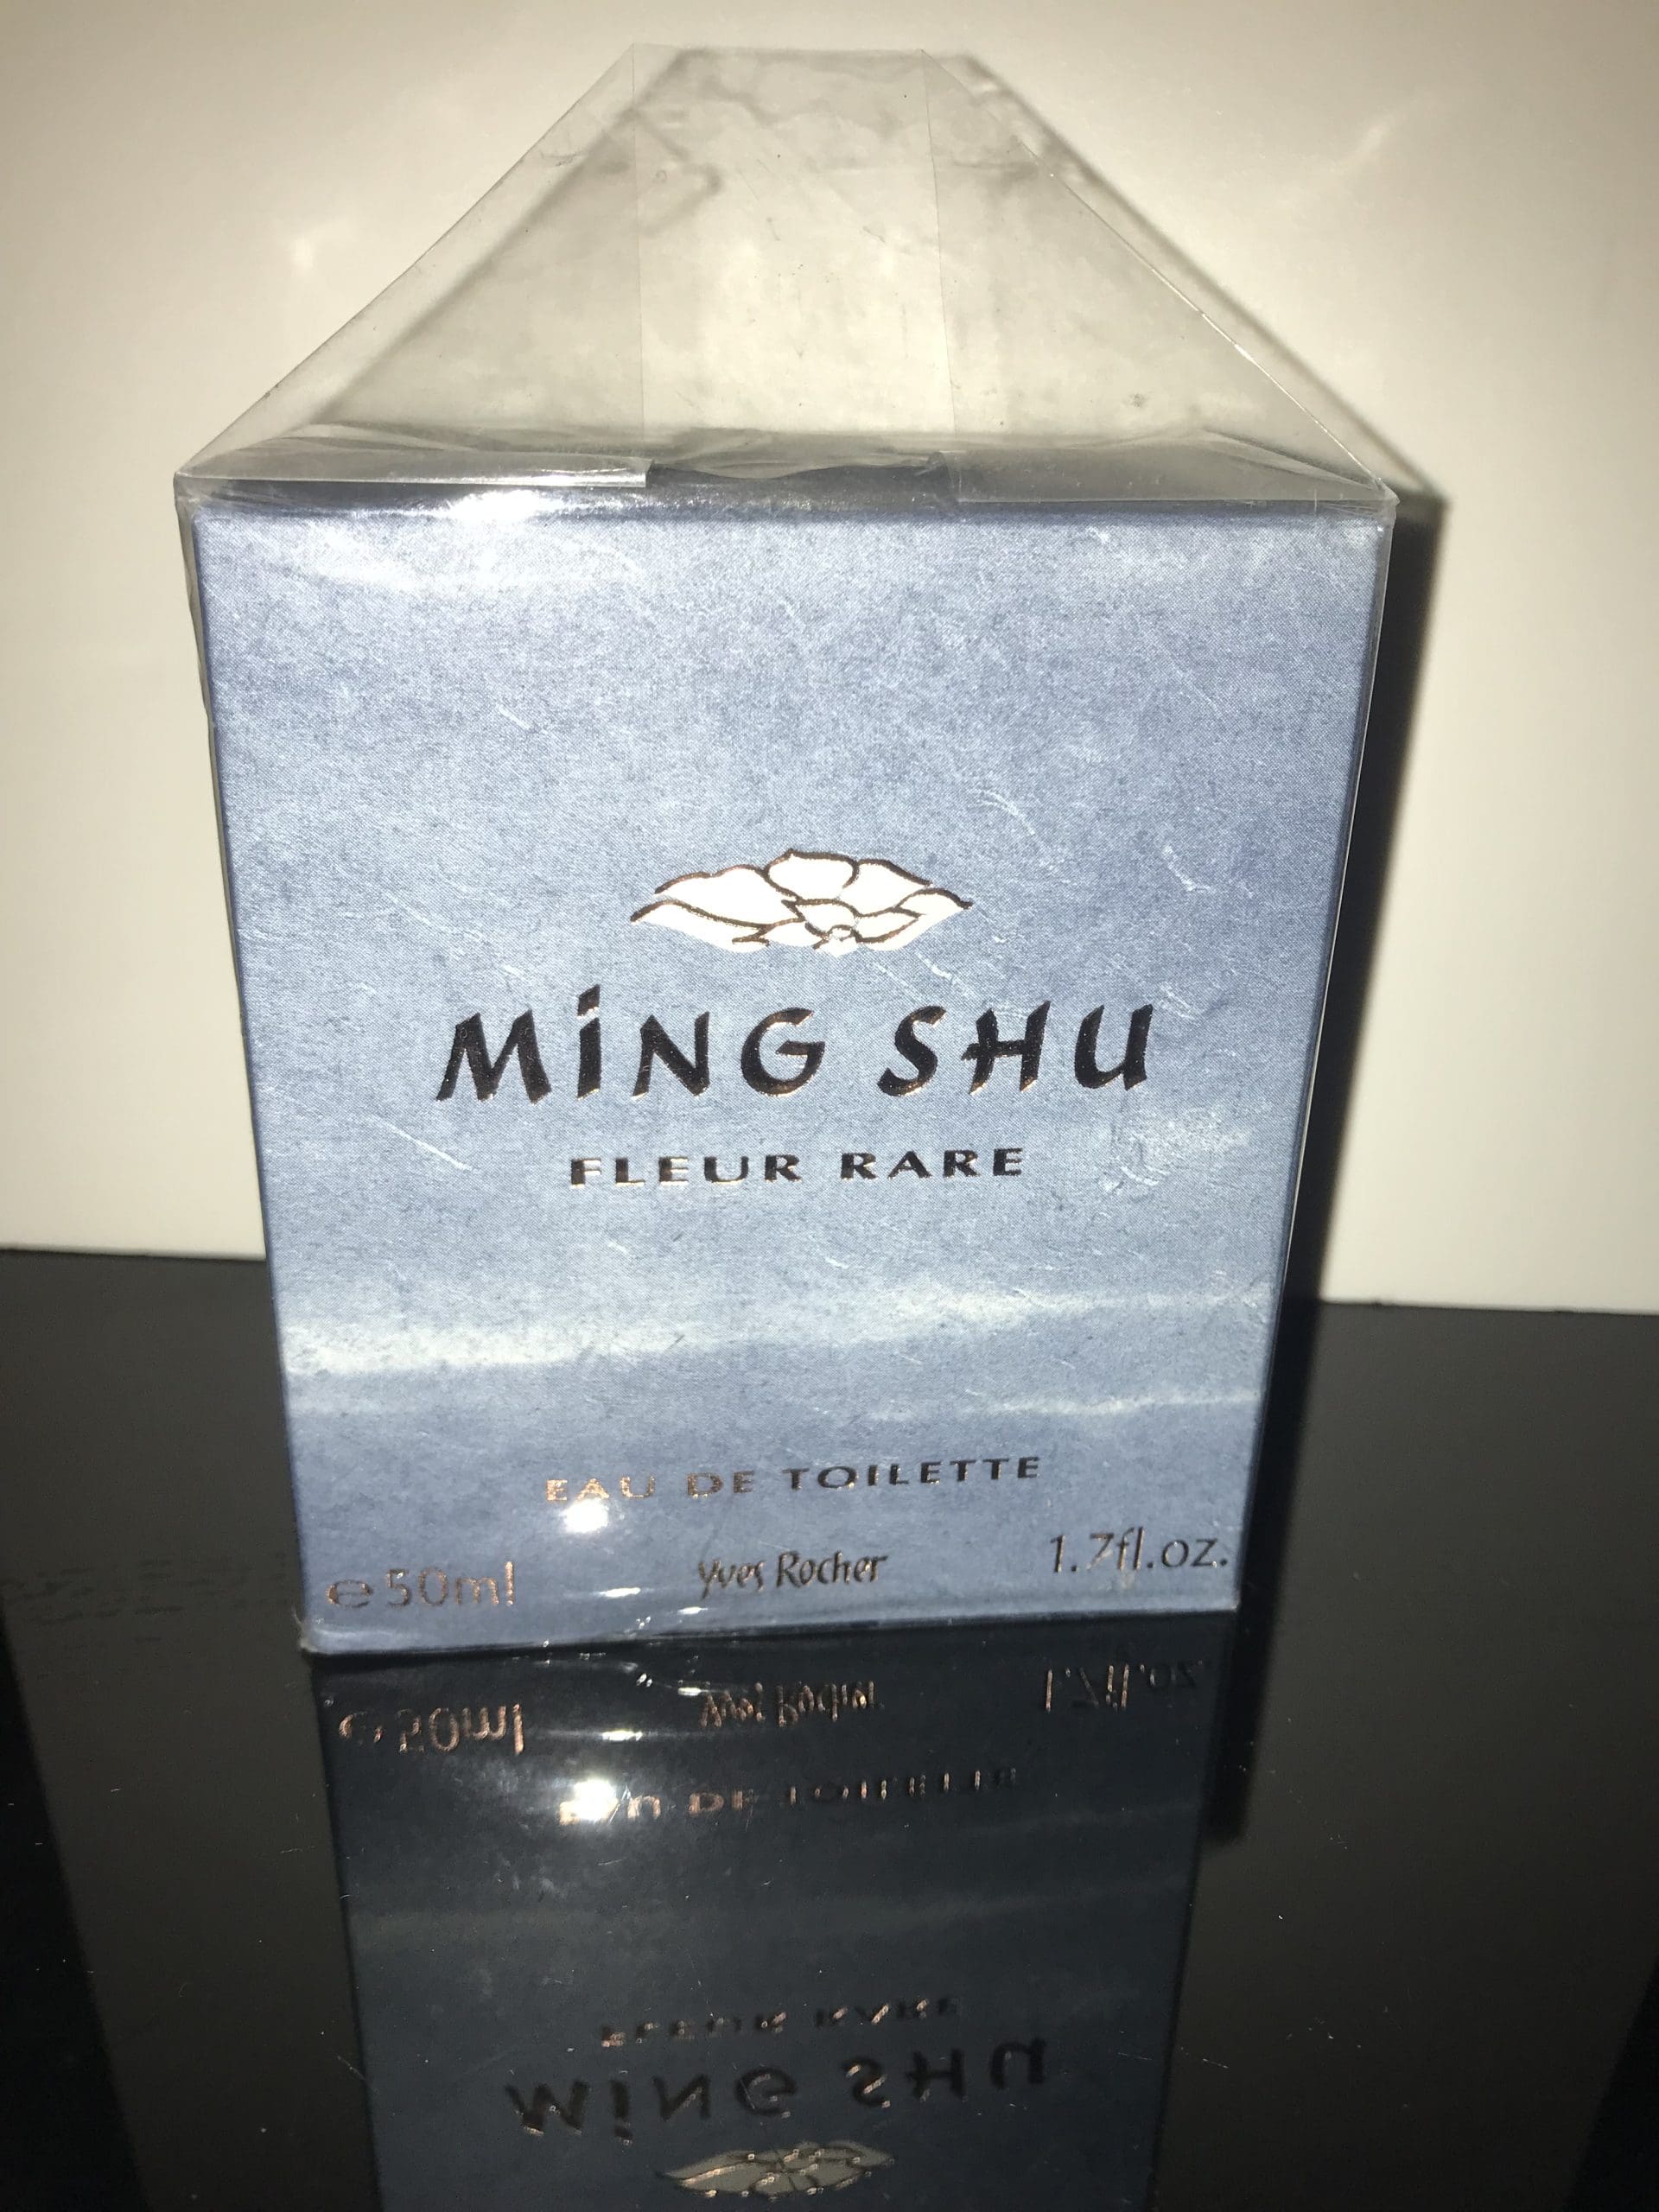 MiNG SHU
FLEUR RARE
EAU DE TOILETTE
℮50ml Yves Rocher 1.7fl.oz.